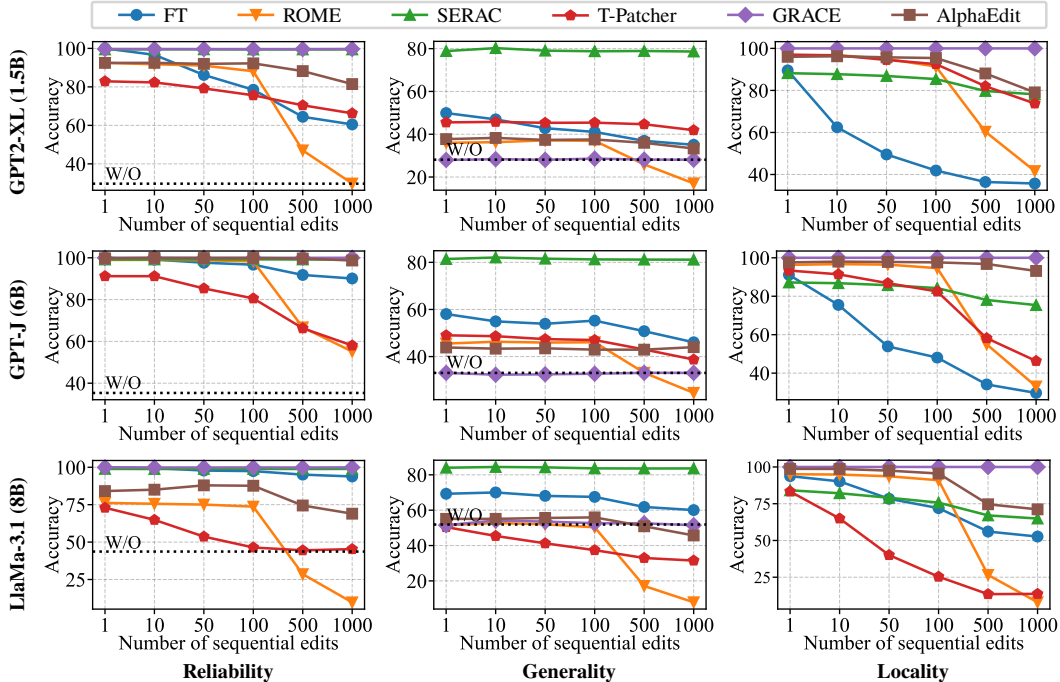 FT ROME SERAC T-Patcher GRACE AlphaEdit
GPT2-XL (1.5B)
Accuracy
100
80
60
40
W/O
1 10 50 100 500 1000
Number of sequential edits
Accuracy
80
60
40
20
W/O
1 10 50 100 500 1000
Number of sequential edits
Accuracy
100
80
60
40
1 10 50 100 500 1000
Number of sequential edits
GPT-J (6B)
Accuracy
100
80
60
40
W/O
1 10 50 100 500 1000
Number of sequential edits
Accuracy
80
60
40
W/O
1 10 50 100 500 1000
Number of sequential edits
Accuracy
100
80
60
40
1 10 50 100 500 1000
Number of sequential edits
LlaMa-3.1 (8B)
Accuracy
100
75
50
25
W/O
1 10 50 100 500 1000
Number of sequential edits
Accuracy
80
60
40
20
W/O
1 10 50 100 500 1000
Number of sequential edits
Accuracy
100
75
50
25
1 10 50 100 500 1000
Number of sequential edits
Reliability
Generality
Locality